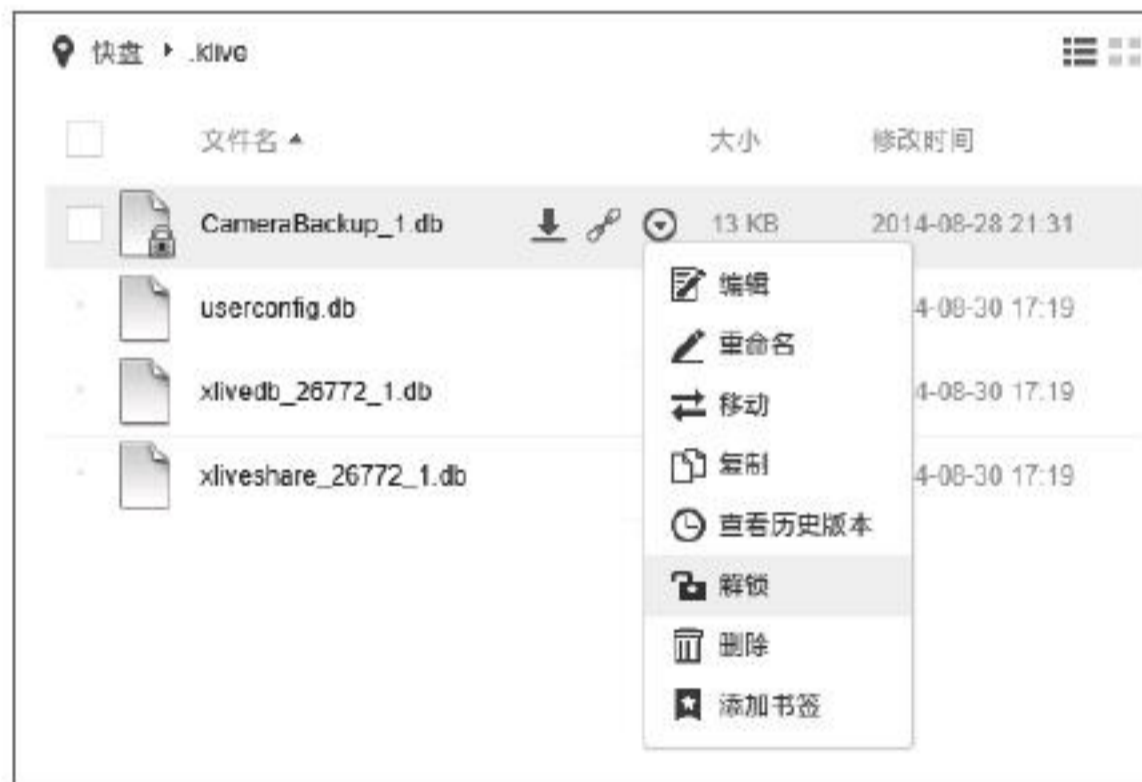 快盘 ▸ .klive
文件名 ▲ 大小 修改时间
CameraBackup_1.db 13 KB 2014-08-28 21:31
编辑
userconfig.db 4-08-30 17:19
重命名
xlivedb_26772_1.db 4-08-30 17:19
移动
复制
xliveshare_26772_1.db 4-08-30 17:19
查看历史版本
解锁
删除
添加书签